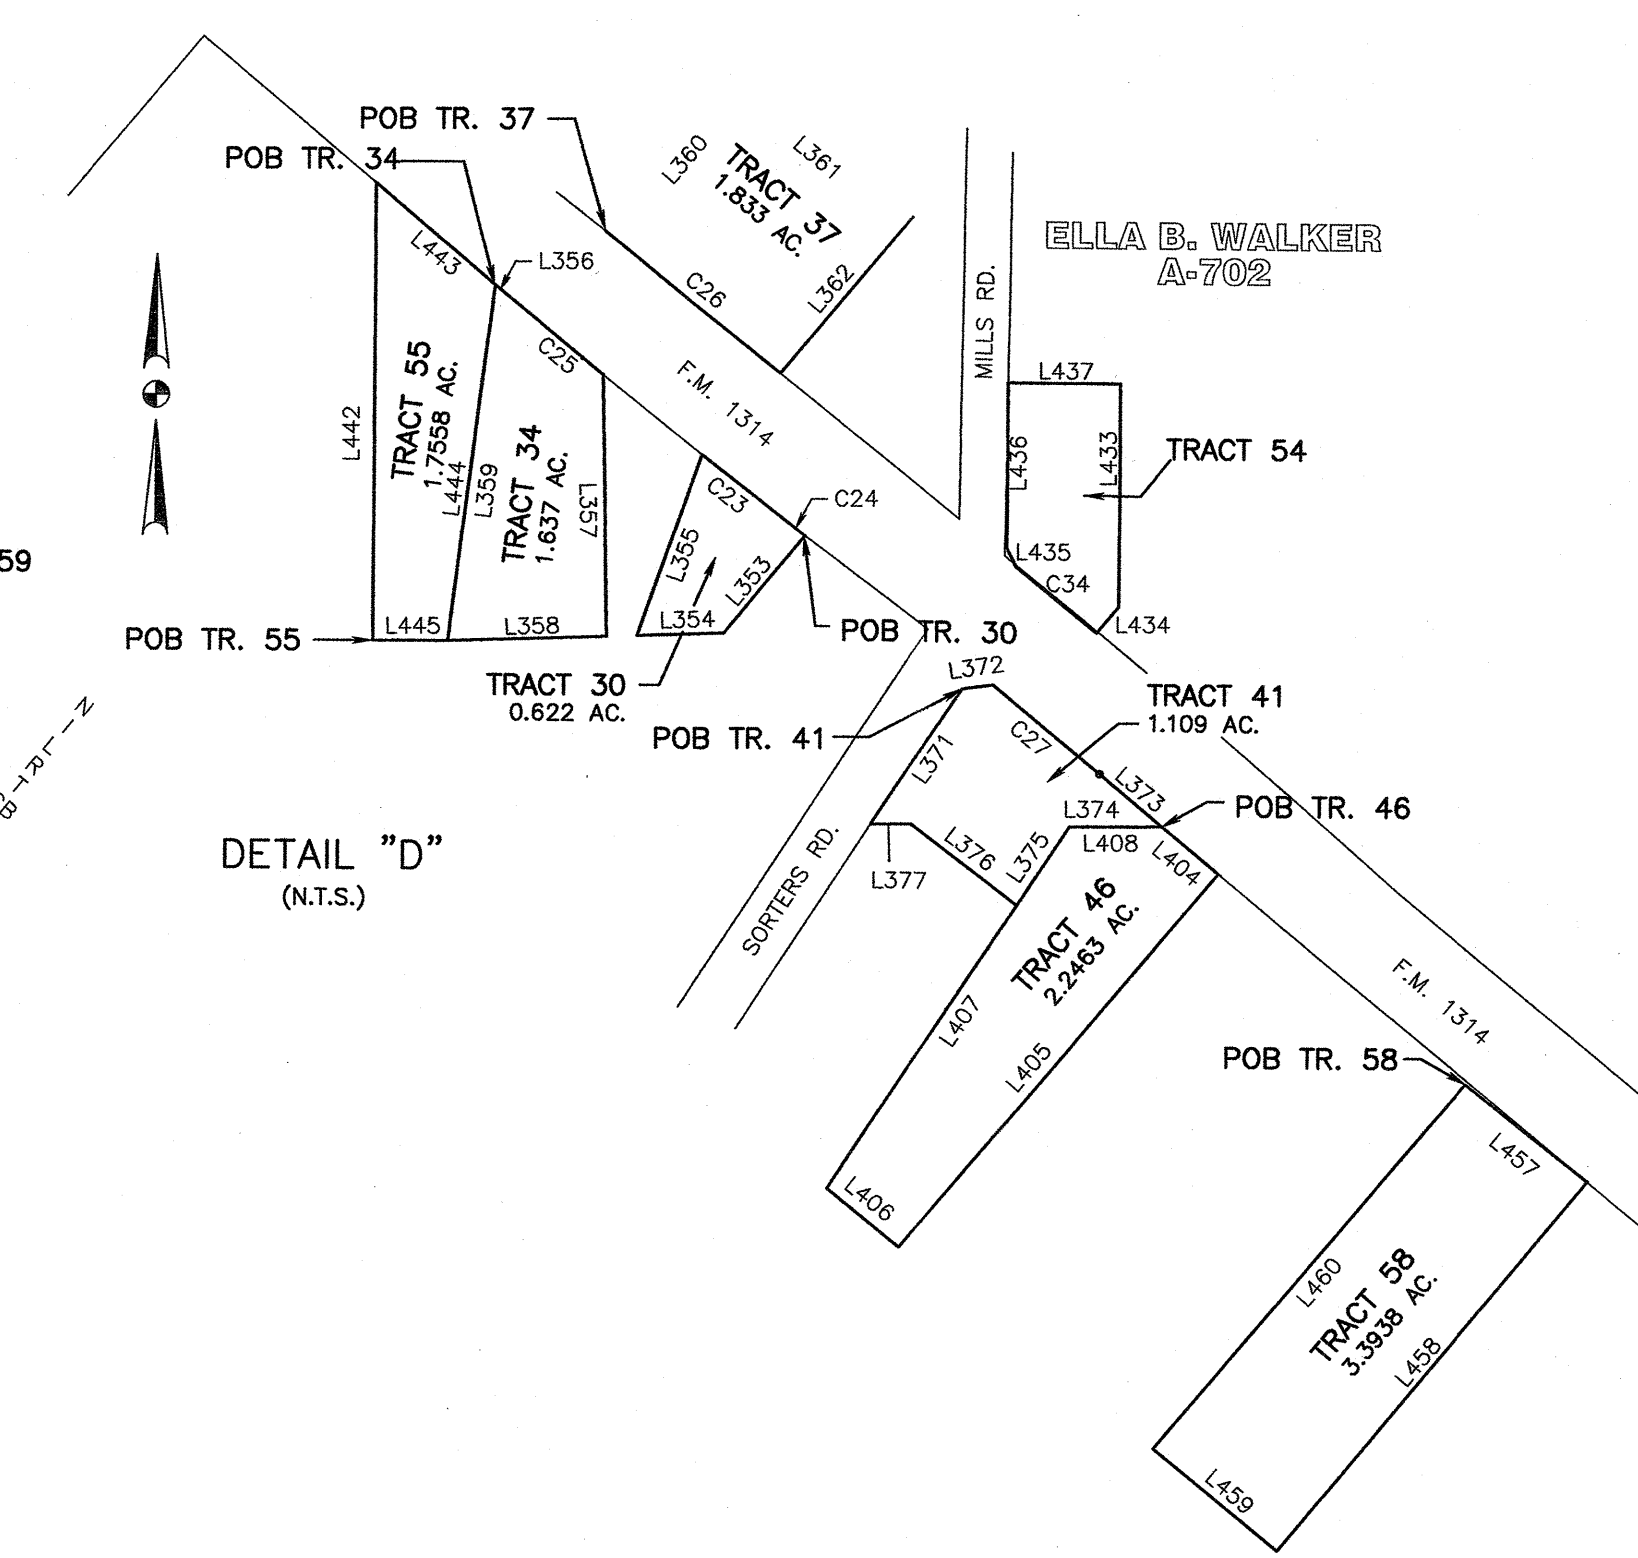 POB TR. 37
POB TR. 34
L360
L361
TRACT 37
1.833 AC.
L362
L443
L356
C26
ELLA B. WALKER
A-702
MILLS RD.
C25
F.M. 1314
L437
TRACT 55
1.7558 AC.
L442
L444
L359
TRACT 34
1.637 AC.
L357
C23
C24
L436
L433
TRACT 54
L355
L353
L354
L435
C34
L434
59
POB TR. 55
L445
L358
POB TR. 30
TRACT 30
0.622 AC.
L372
POB TR. 41
TRACT 41
1.109 AC.
C27
L371
L373
L374
POB TR. 46
DETAIL "D"
(N.T.S.)
SORTERS RD.
L377
L376
L375
L408
L404
TRACT 46
2.2463 AC.
L407
L405
L406
F.M. 1314
POB TR. 58
L457
L460
TRACT 58
3.3938 AC.
L458
L459